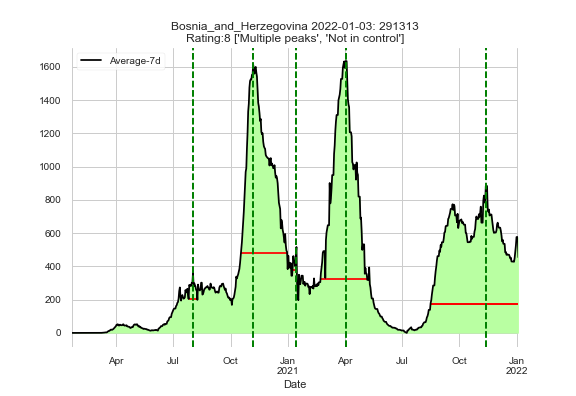 Bosnia_and_Herzegovina 2022-01-03: 291313
Rating:8 ['Multiple peaks', 'Not in control']
Average-7d
1600
1400
1200
1000
800
600
400
200
0
Apr Jul Oct Jan Apr Jul Oct Jan
2021 2022
Date